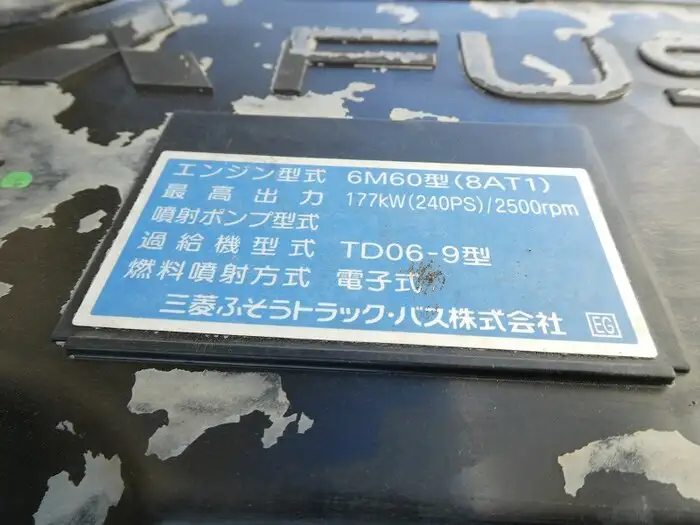 FUS
エンジン型式 6M60型(8AT1)
最高出力 177kW(240PS)/2500rpm
噴射ポンプ型式
過給機型式 TD06-9型
燃料噴射方式 電子式
三菱ふそうトラック・バス株式会社 EG